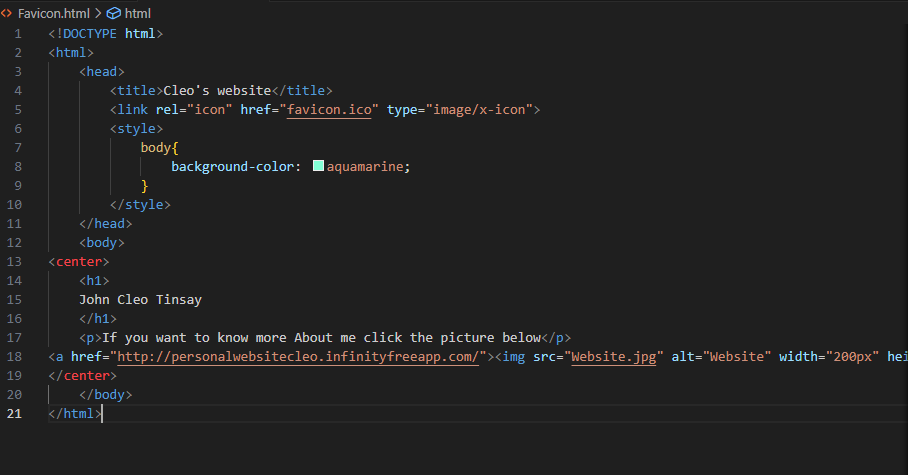 Favicon.html > html
1 <!DOCTYPE html>
2 <html>
3 <head>
4 <title>Cleo's website</title>
5 <link rel="icon" href="favicon.ico" type="image/x-icon">
6 <style>
7 body{
8 background-color: aquamarine;
9 }
10 </style>
11 </head>
12 <body>
13 <center>
14 <h1>
15 John Cleo Tinsay
16 </h1>
17 <p>If you want to know more About me click the picture below</p>
18 <a href="http://personalwebsitecleo.infinityfreeapp.com/"><img src="Website.jpg" alt="Website" width="200px" hei
19 </center>
20 </body>
21 </html>